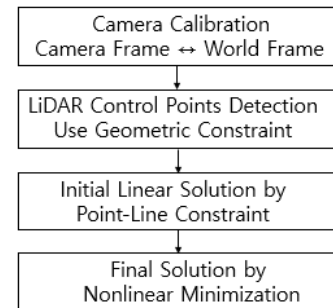 Camera Calibration
Camera Frame ↔ World Frame
LiDAR Control Points Detection
Use Geometric Constraint
Initial Linear Solution by
Point-Line Constraint
Final Solution by
Nonlinear Minimization